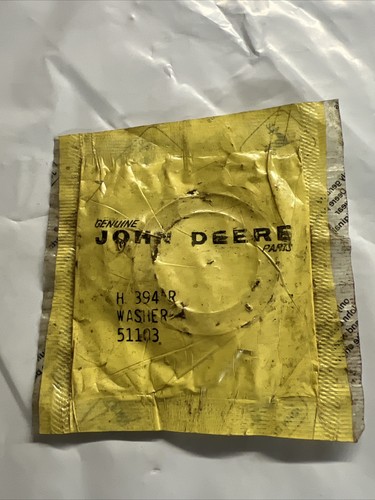 GENUINE
JOHN DEERE
PARTS
H 394 R
WASHER
51103